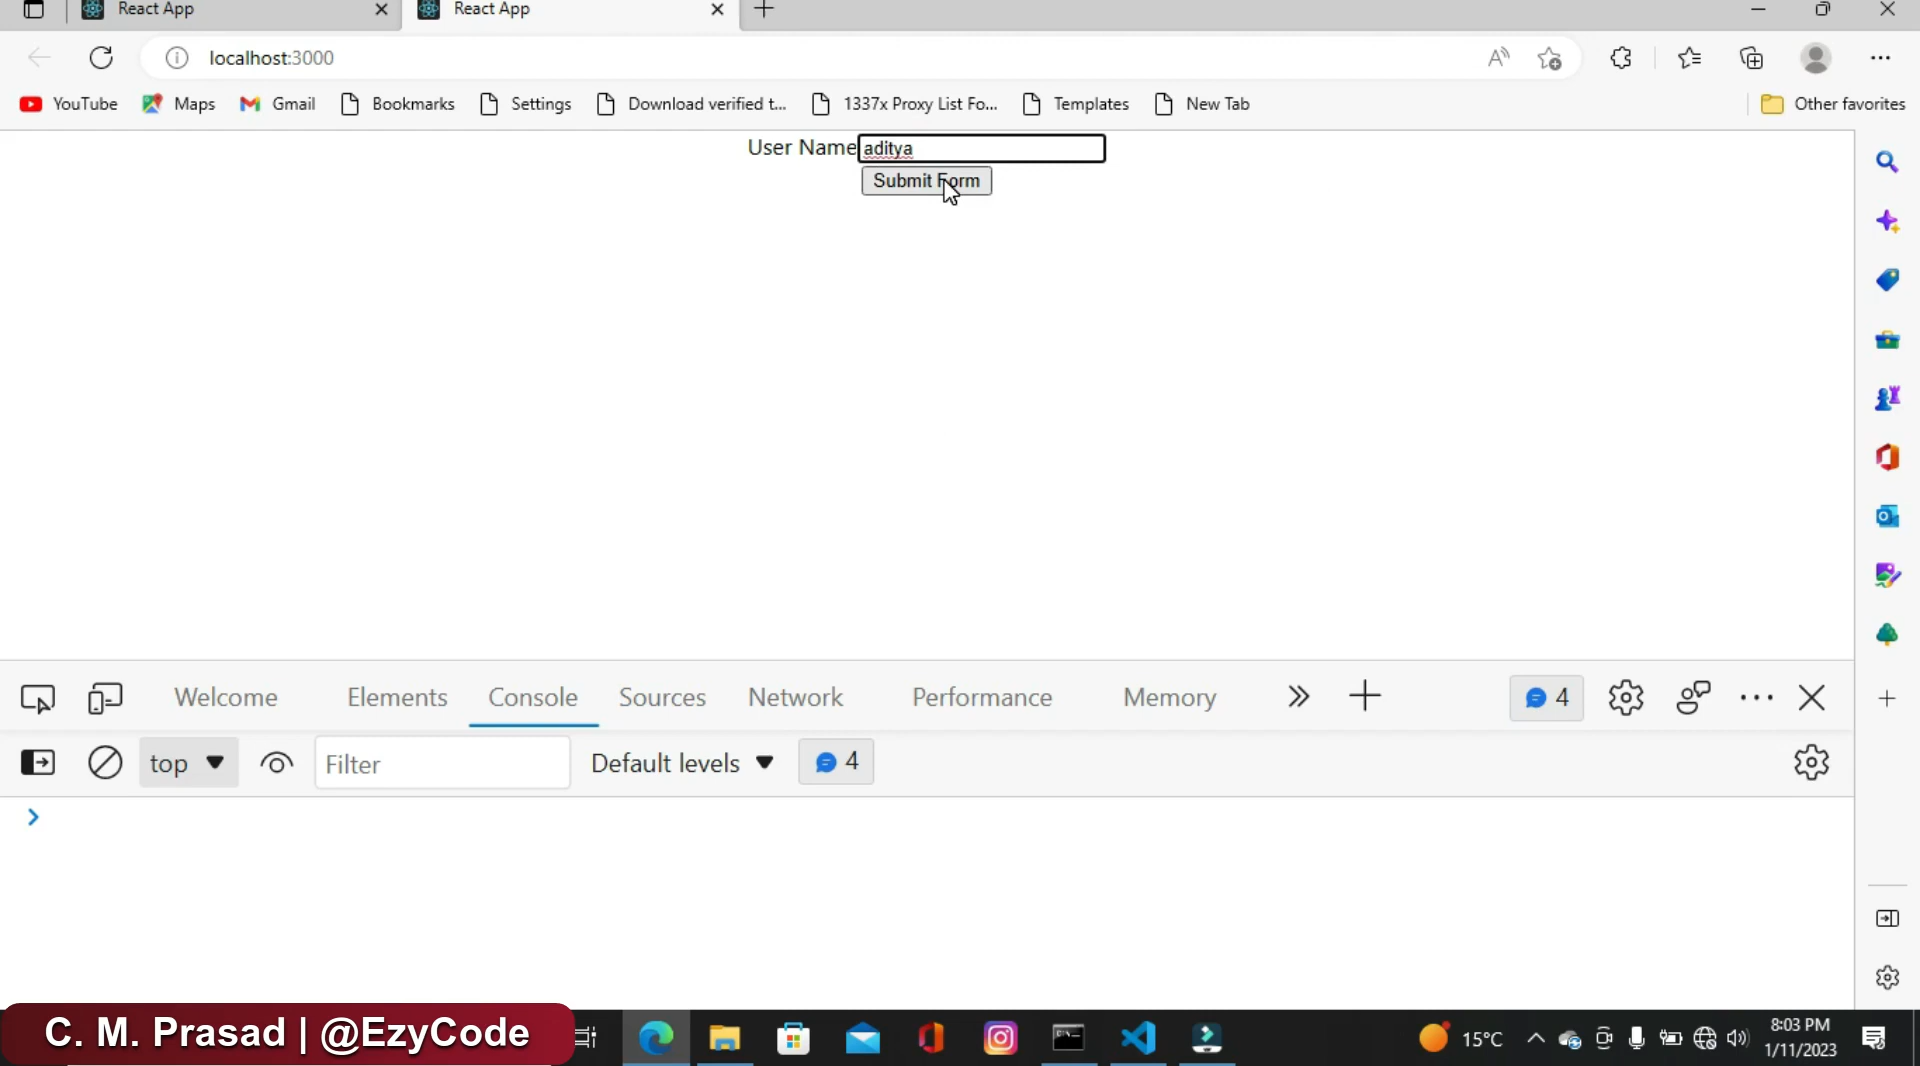 React App
React App
localhost:3000
YouTube Maps Gmail Bookmarks Settings Download verified t... 1337x Proxy List Fo... Templates New Tab Other favorites
User Name aditya
Submit Form
Welcome Elements Console Sources Network Performance Memory 4
top Filter Default levels 4
C. M. Prasad | @EzyCode
15°C
8:03 PM
1/11/2023